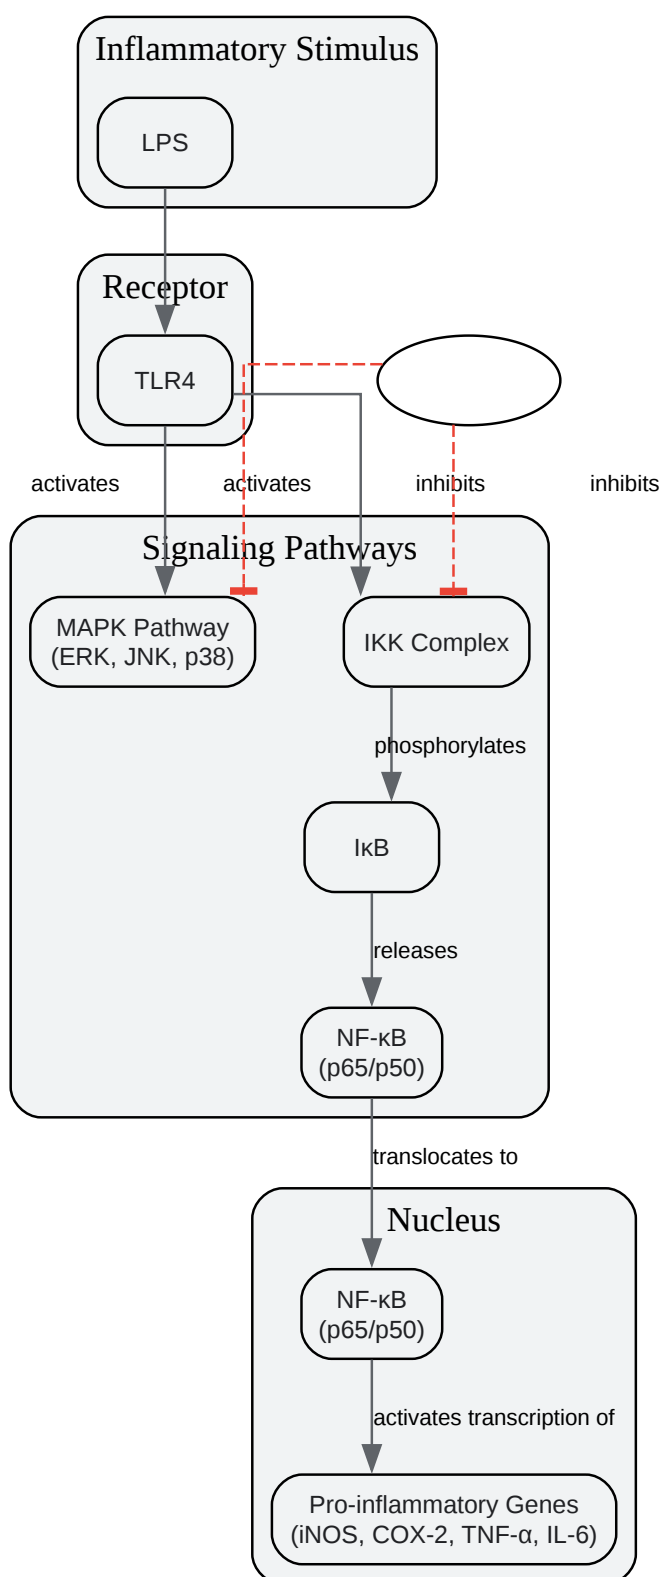 Inflammatory Stimulus
LPS
Receptor
TLR4
activates
activates
inhibits
inhibits
Signaling Pathways
MAPK Pathway
(ERK, JNK, p38)
IKK Complex
phosphorylates
IκB
releases
NF-κB
(p65/p50)
translocates to
Nucleus
NF-κB
(p65/p50)
activates transcription of
Pro-inflammatory Genes
(iNOS, COX-2, TNF-α, IL-6)